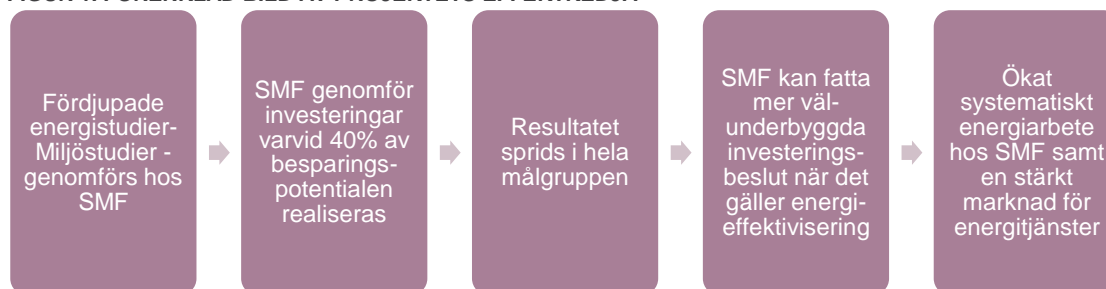 Fördjupade
energistudier-
Miljöstudier -
genomförs hos
SMF
SMF genomför
investeringar
varvid 40% av
besparings-
potentialen
realiseras
Resultatet
sprids i hela
målgruppen
SMF kan fatta
mer väl-
underbyggda
investerings-
beslut när det
gäller energi-
effektivisering
Ökat
systematiskt
energiarbete
hos SMF samt
en stärkt
marknad för
energitjänster